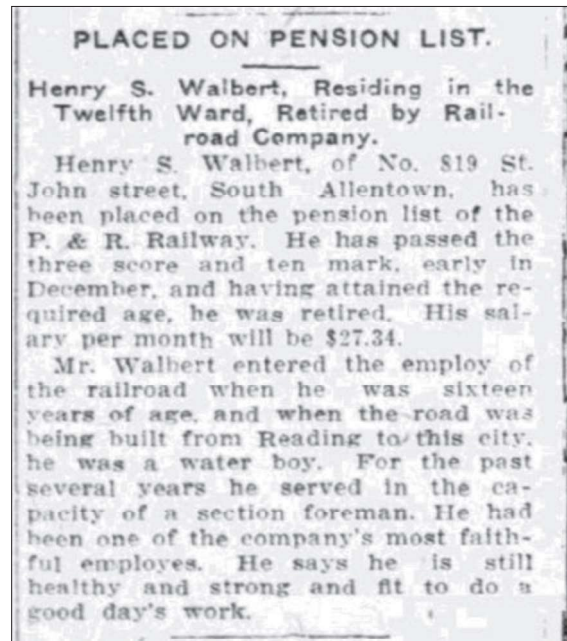 PLACED ON PENSION LIST.
Henry S. Walbert, Residing in the
Twelfth Ward, Retired by Rail-
road Company.
Henry S. Walbert, of No. 819 St.
John street, South Allentown, has
been placed on the pension list of the
P. & R. Railway. He has passed the
three score and ten mark, early in
December, and having attained the re-
quired age, he was retired. His sal-
ary per month will be $27.34.
Mr. Walbert entered the employ of
the railroad when he was sixteen
years of age, and when the road was
being built from Reading to this city,
he was a water boy. For the past
several years he served in the ca-
pacity of a section foreman. He had
been one of the company's most faith-
ful employes. He says he is still
healthy and strong and fit to do a
good day's work.